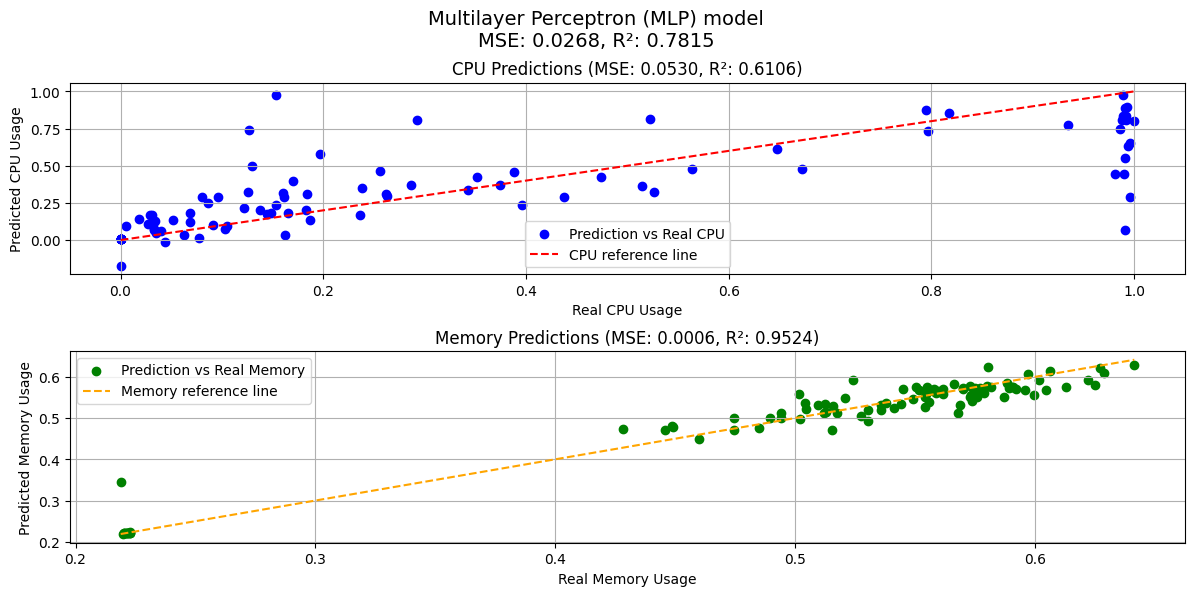 Multilayer Perceptron (MLP) model
MSE: 0.0268, R²: 0.7815
CPU Predictions (MSE: 0.0530, R²: 0.6106)
Predicted CPU Usage
1.00
0.75
0.50
0.25
0.00
Prediction vs Real CPU
CPU reference line
0.0 0.2 0.4 0.6 0.8 1.0
Real CPU Usage
Memory Predictions (MSE: 0.0006, R²: 0.9524)
Predicted Memory Usage
Prediction vs Real Memory
Memory reference line
0.6
0.5
0.4
0.3
0.2
0.2 0.3 0.4 0.5 0.6
Real Memory Usage